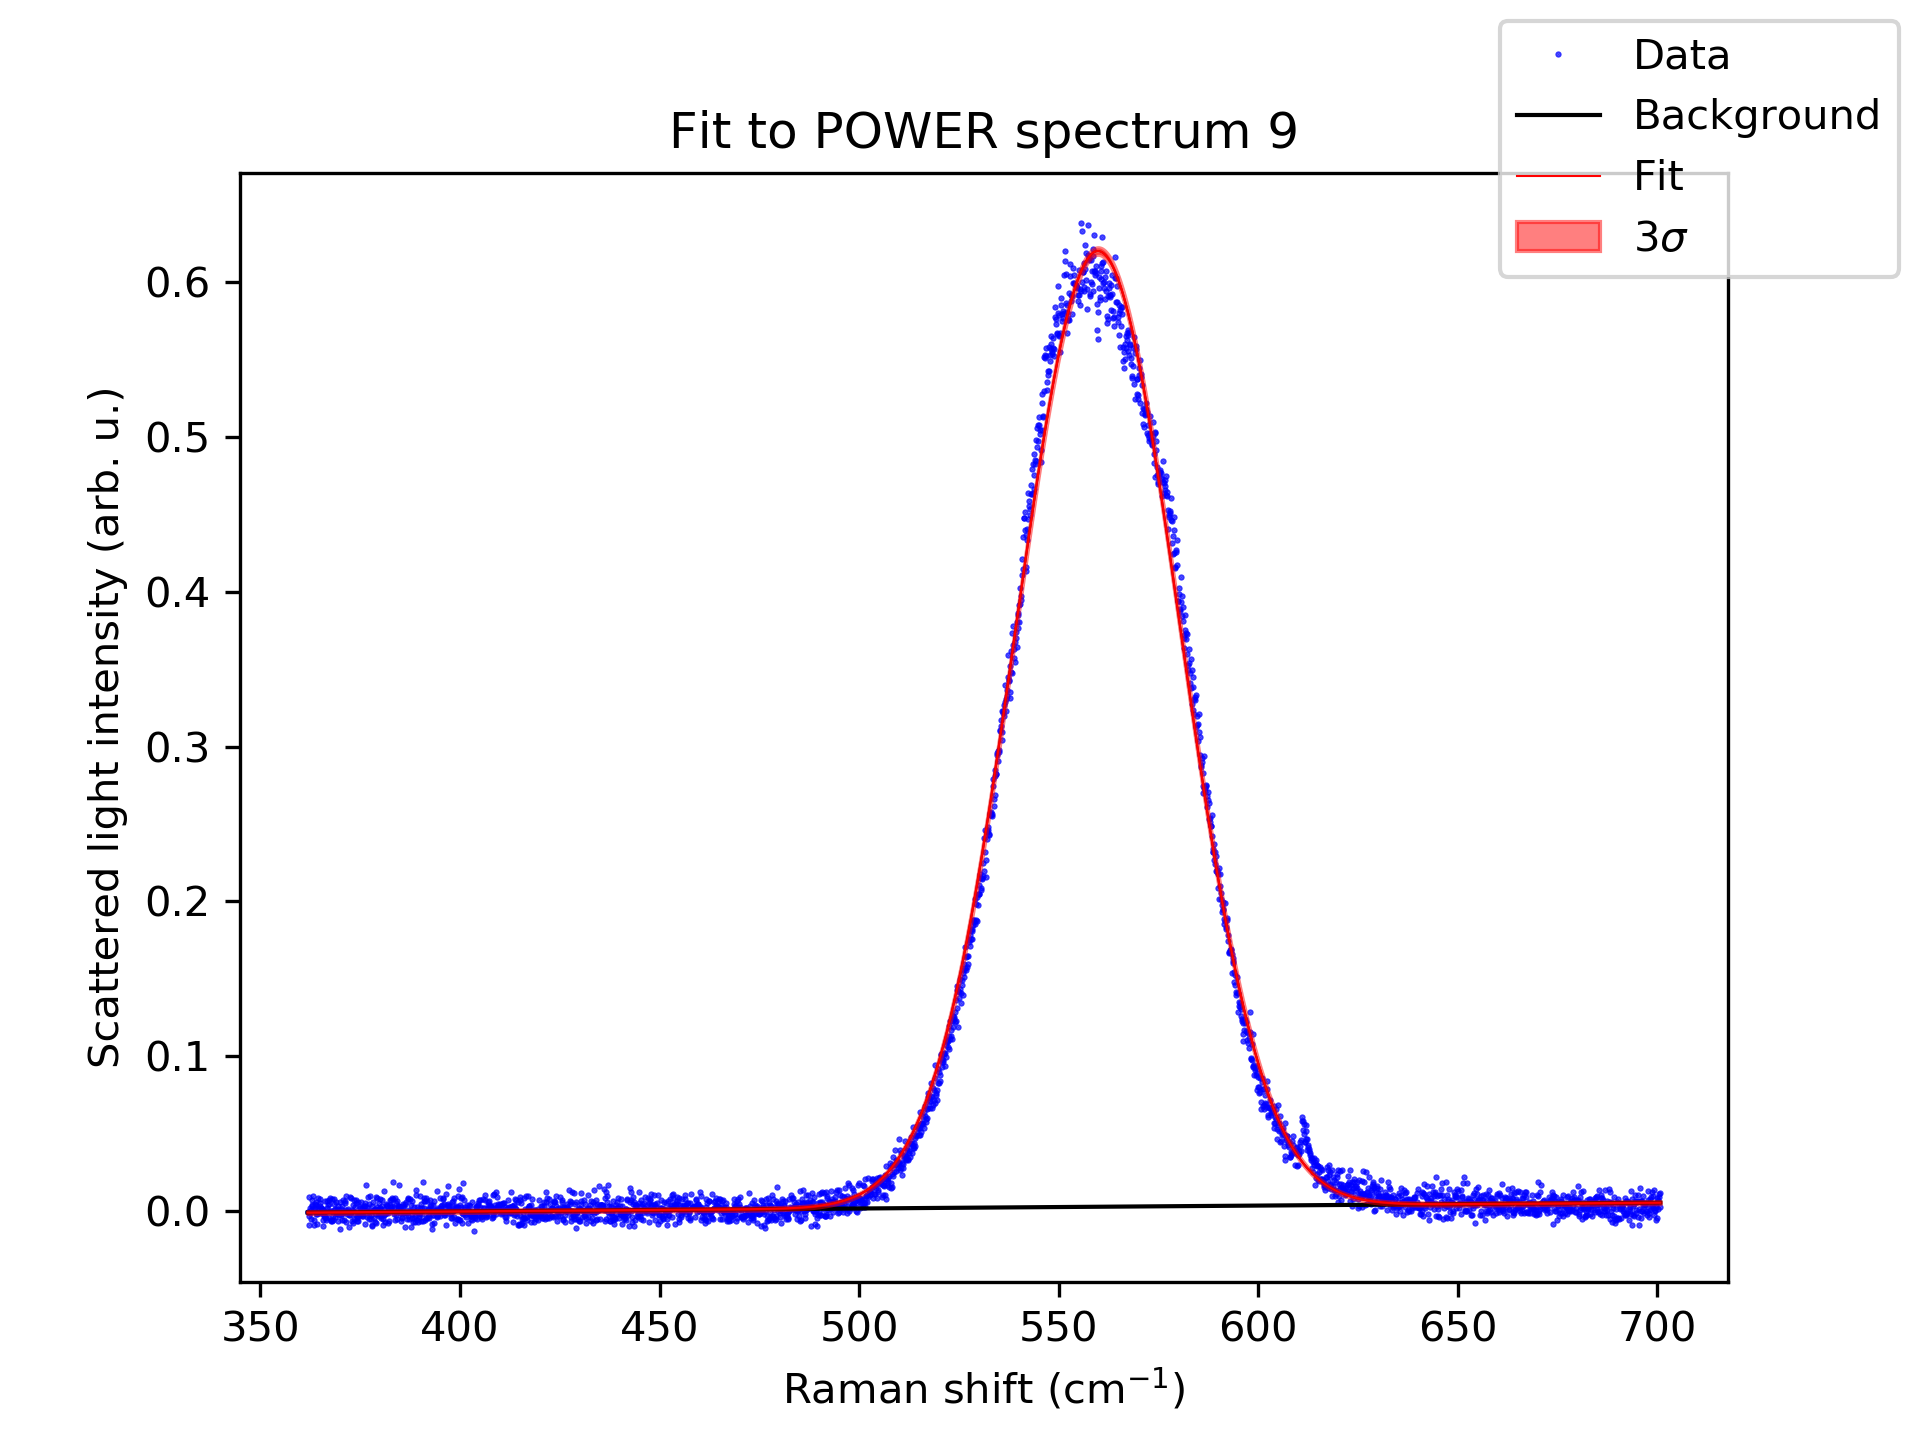 Data
Background
Fit
3σ
Fit to POWER spectrum 9
Scattered light intensity (arb. u.)
0.6
0.5
0.4
0.3
0.2
0.1
0.0
350 400 450 500 550 600 650 700
Raman shift (cm⁻¹)